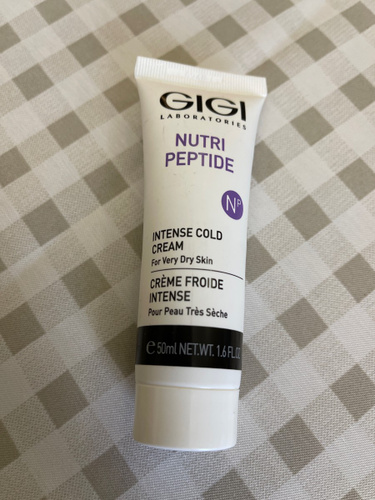 GIGI
LABORATORIES
NUTRI
PEPTIDE
NP
INTENSE COLD
CREAM
For Very Dry Skin
CRÈME FROIDE
INTENSE
Pour Peau Très Sèche
℮ 50ml NET.WT. 1.6 FL.OZ